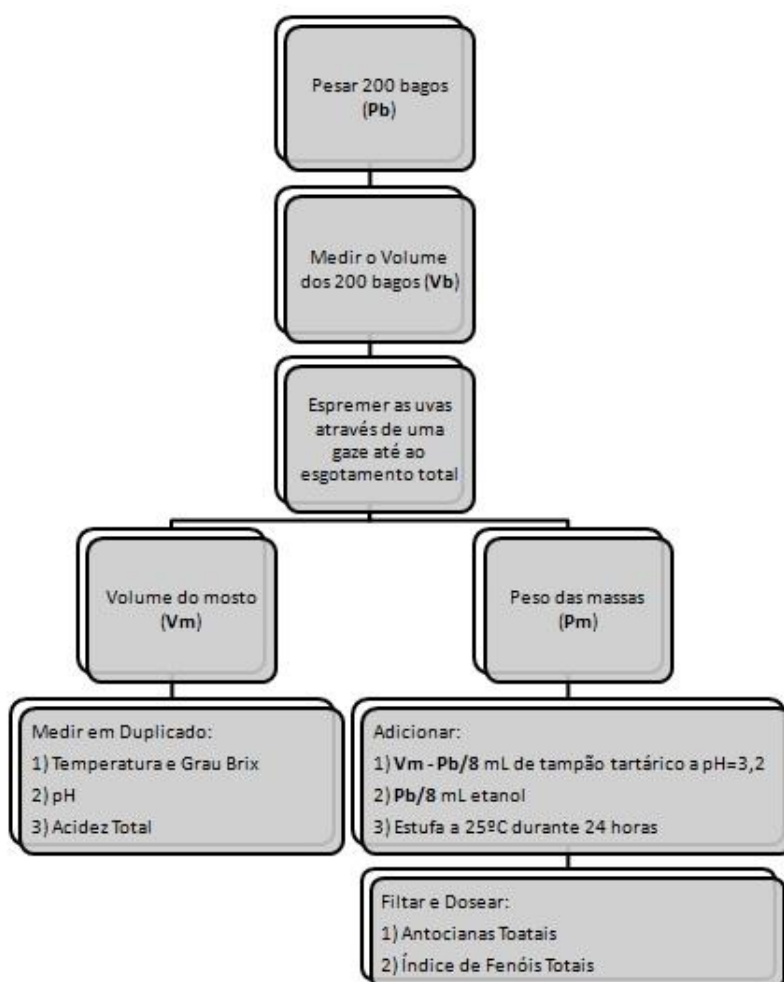 Pesar 200 bagos
(Pb)
Medir o Volume
dos 200 bagos (Vb)
Espremer as uvas
através de uma
gaze até ao
esgotamento total
Volume do mosto
(Vm)
Peso das massas
(Pm)
Medir em Duplicado:
1) Temperatura e Grau Brix
2) pH
3) Acidez Total
Adicionar:
1) Vm - Pb/8 mL de tampão tartárico a pH=3,2
2) Pb/8 mL etanol
3) Estufa a 25ºC durante 24 horas
Filtar e Dosear:
1) Antocianas Toatais
2) Índice de Fenóis Totais